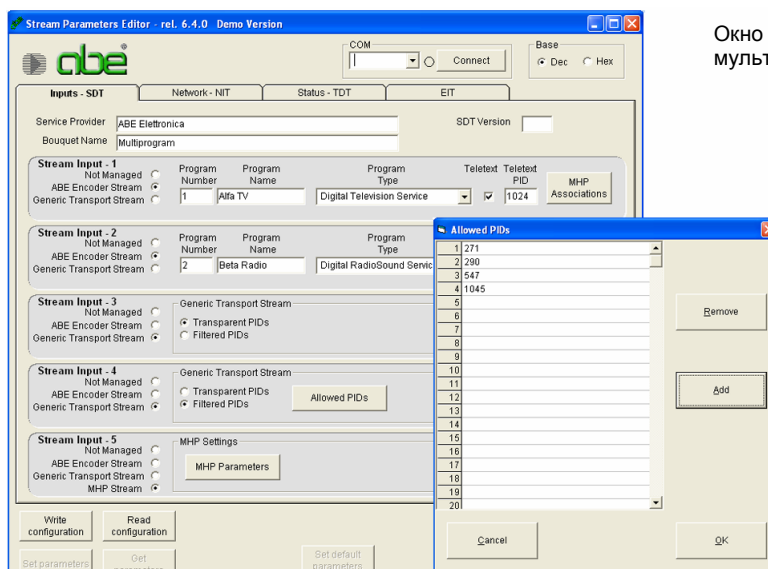 Stream Parameters Editor - rel. 6.4.0 Demo Version
Окно
abe
COM
Connect
Base
Dec
Hex
Inputs - SDT
Network - NIT
Status - TDT
EIT
Service Provider
ABE Elettronica
SDT Version
Bouquet Name
Multiprogram
Stream Input - 1
Not Managed
ABE Encoder Stream
Generic Transport Stream
Program Number
1
Program Name
Alfa TV
Program Type
Digital Television Service
Teletext
Teletext PID
1024
MHP Associations
Stream Input - 2
Not Managed
ABE Encoder Stream
Generic Transport Stream
Program Number
2
Program Name
Beta Radio
Program Type
Digital RadioSound
Stream Input - 3
Not Managed
ABE Encoder Stream
Generic Transport Stream
Generic Transport Stream
Transparent PIDs
Filtered PIDs
Stream Input - 4
Not Managed
ABE Encoder Stream
Generic Transport Stream
Generic Transport Stream
Transparent PIDs
Filtered PIDs
Allowed PIDs
Stream Input - 5
Not Managed
ABE Encoder Stream
Generic Transport Stream
MHP Stream
MHP Settings
MHP Parameters
Write configuration
Read configuration
Set parameters
Get parameters
Set default parameters
Allowed PIDs
1 271
2 290
3 547
4 1045
5
6
7
8
9
10
11
12
13
14
15
16
17
18
19
20
Remove
Add
Cancel
OK